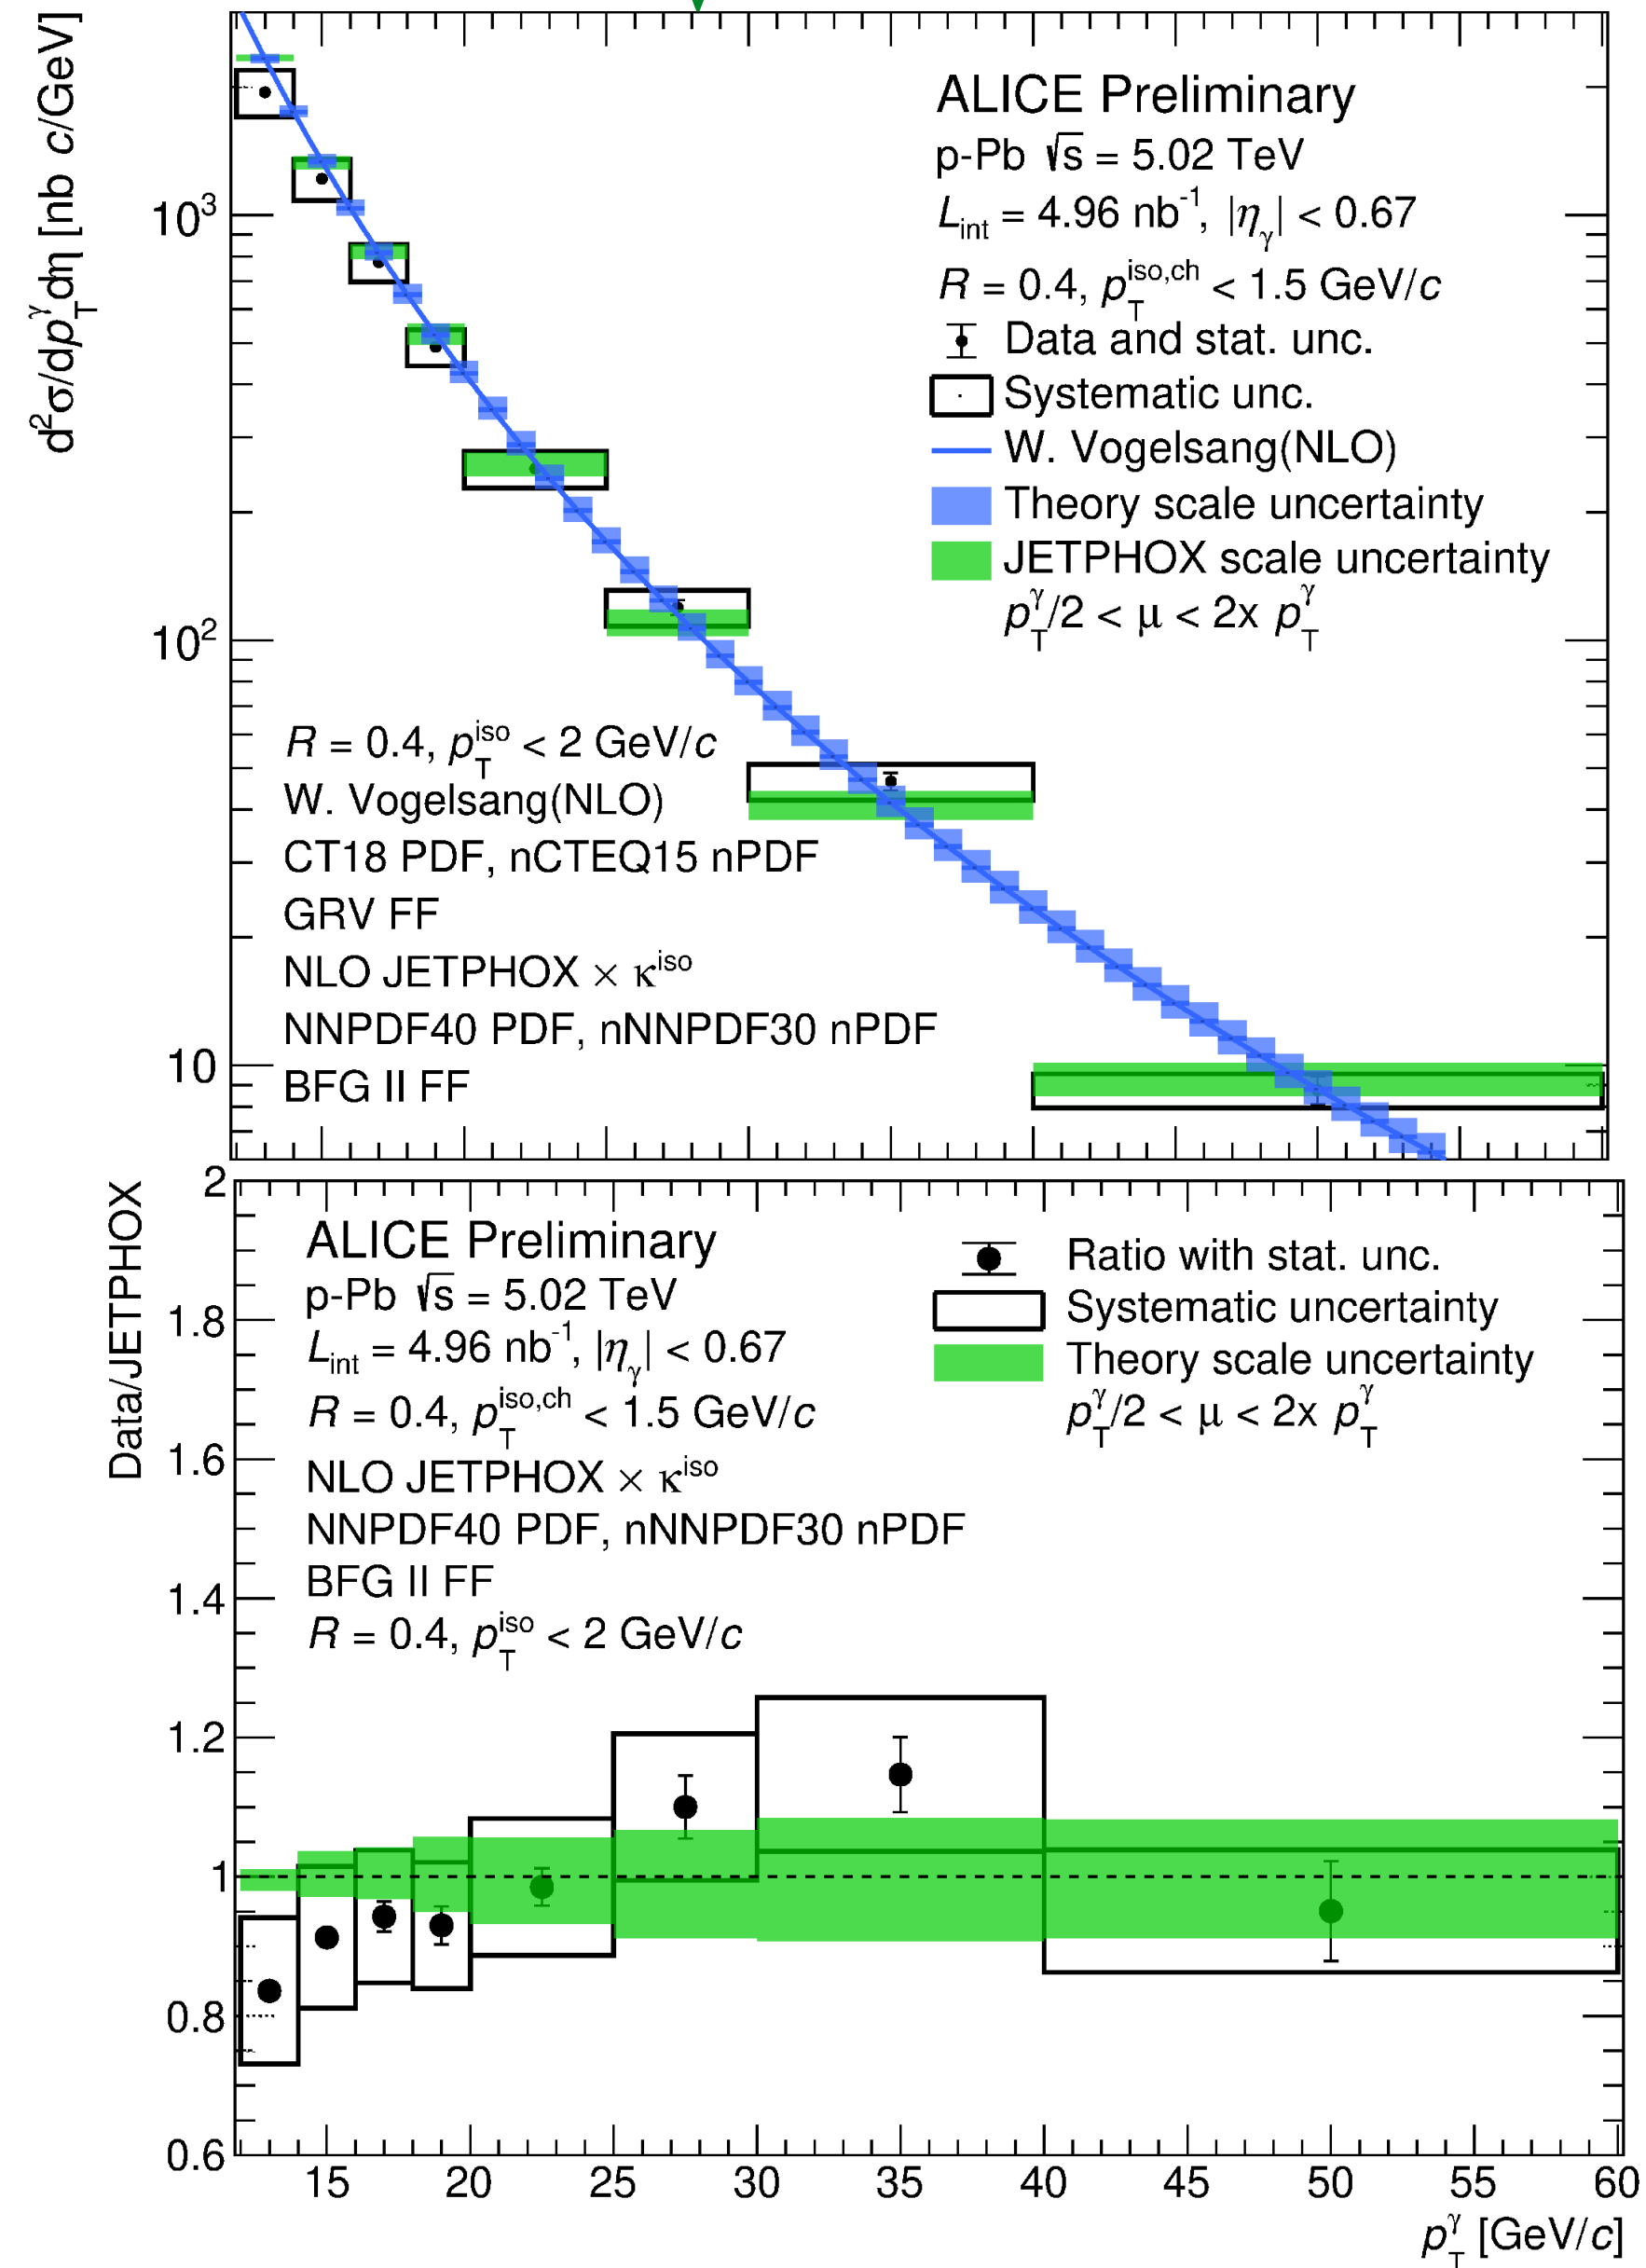 d²σ/dp_T^γ dη [nb c/GeV]
10³
10²
10
ALICE Preliminary
p-Pb √s = 5.02 TeV
L_int = 4.96 nb⁻¹, |η_γ| < 0.67
R = 0.4, p_T^iso,ch < 1.5 GeV/c
Data and stat. unc.
Systematic unc.
W. Vogelsang(NLO)
Theory scale uncertainty
JETPHOX scale uncertainty
p_T^γ/2 < μ < 2x p_T^γ
R = 0.4, p_T^iso < 2 GeV/c
W. Vogelsang(NLO)
CT18 PDF, nCTEQ15 nPDF
GRV FF
NLO JETPHOX × κ^iso
NNPDF40 PDF, nNNPDF30 nPDF
BFG II FF
Data/JETPHOX
2
1.8
1.6
1.4
1.2
1
0.8
0.6
ALICE Preliminary
p-Pb √s = 5.02 TeV
L_int = 4.96 nb⁻¹, |η_γ| < 0.67
R = 0.4, p_T^iso,ch < 1.5 GeV/c
NLO JETPHOX × κ^iso
NNPDF40 PDF, nNNPDF30 nPDF
BFG II FF
R = 0.4, p_T^iso < 2 GeV/c
Ratio with stat. unc.
Systematic uncertainty
Theory scale uncertainty
p_T^γ/2 < μ < 2x p_T^γ
15 20 25 30 35 40 45 50 55 60
p_T^γ [GeV/c]